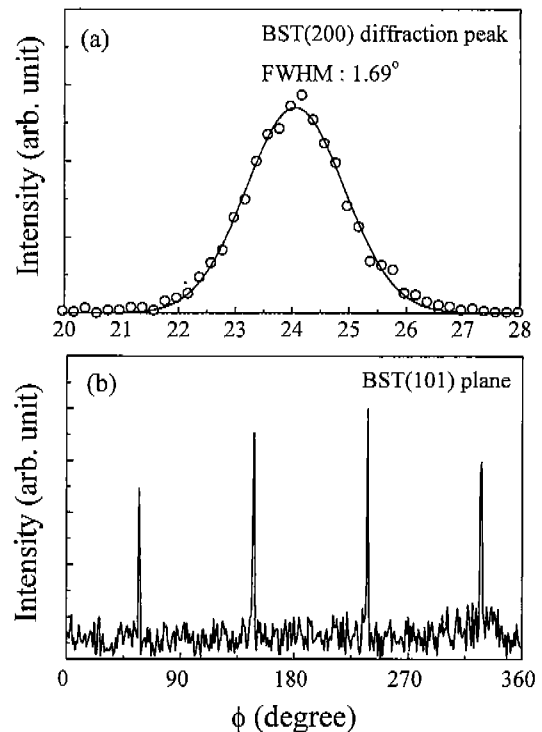 (a)
BST(200) diffraction peak
FWHM : 1.69°
Intensity (arb. unit)
20 21 22 23 24 25 26 27 28
(b)
BST(101) plane
Intensity (arb. unit)
0 90 180 270 360
ϕ (degree)